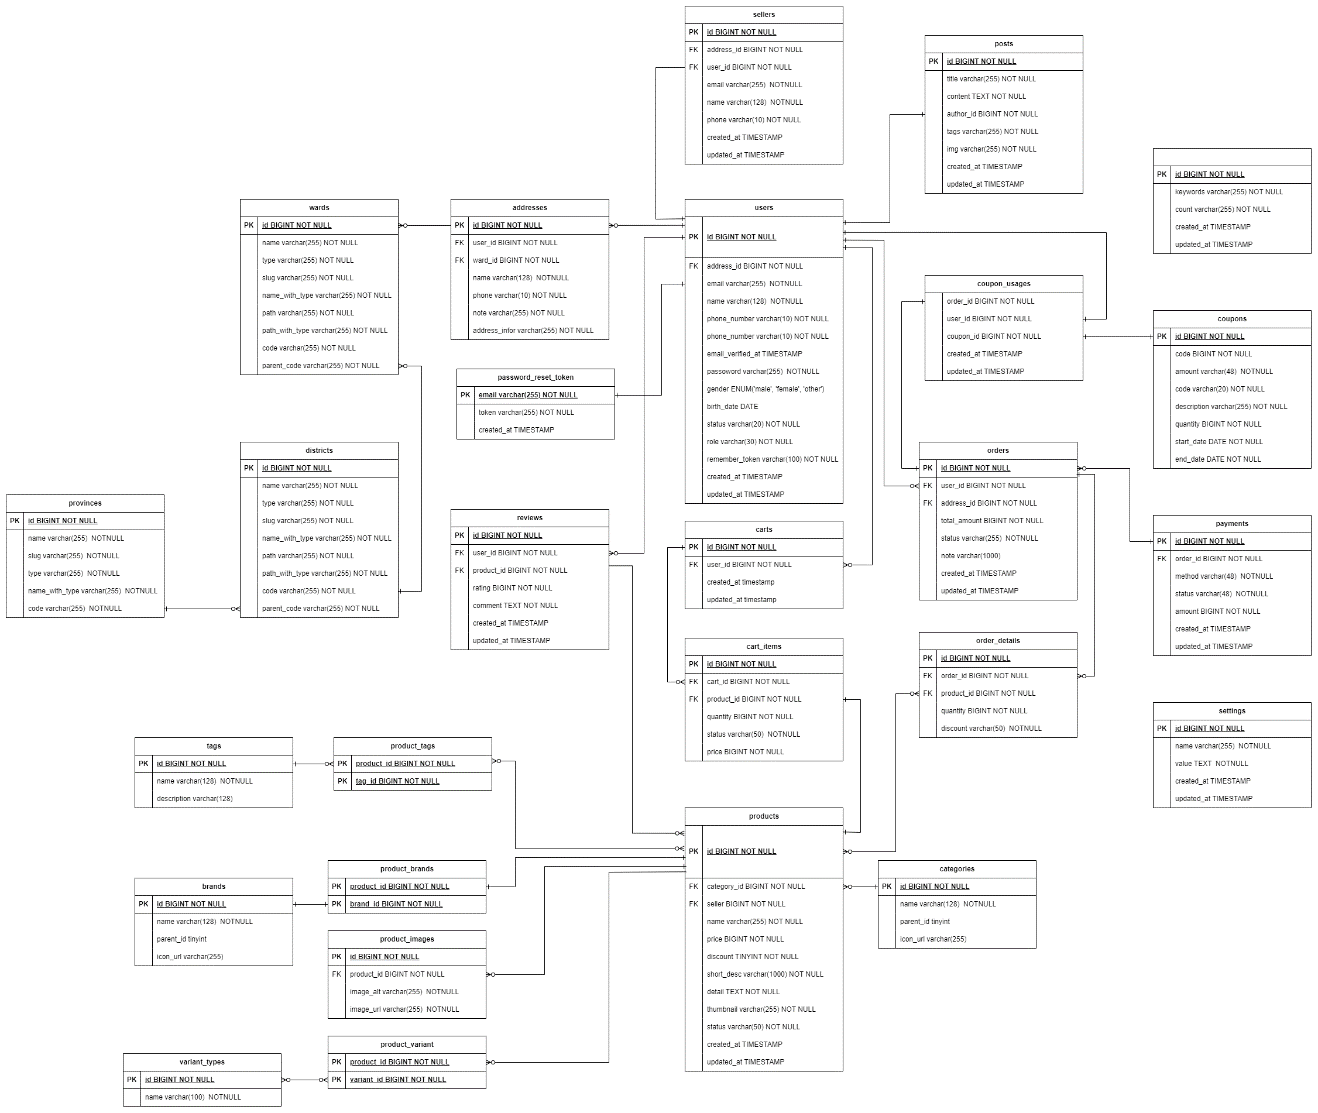 sellers
PK id BIGINT NOT NULL
FK address_id BIGINT NOT NULL
FK user_id BIGINT NOT NULL
email varchar(255) NOTNULL
name varchar(128) NOTNULL
phone varchar(10) NOT NULL
created_at TIMESTAMP
updated_at TIMESTAMP
posts
PK id BIGINT NOT NULL
title varchar(255) NOT NULL
content TEXT NOT NULL
author_id BIGINT NOT NULL
tags varchar(255) NOT NULL
img varchar(255) NOT NULL
created_at TIMESTAMP
updated_at TIMESTAMP
PK id BIGINT NOT NULL
keywords varchar(255) NOT NULL
count varchar(255) NOT NULL
created_at TIMESTAMP
updated_at TIMESTAMP
wards
PK id BIGINT NOT NULL
name varchar(255) NOT NULL
type varchar(255) NOT NULL
slug varchar(255) NOT NULL
name_with_type varchar(255) NOT NULL
path varchar(255) NOT NULL
path_with_type varchar(255) NOT NULL
code varchar(255) NOT NULL
parent_code varchar(255) NOT NULL
addresses
PK id BIGINT NOT NULL
FK user_id BIGINT NOT NULL
FK ward_id BIGINT NOT NULL
name varchar(128) NOTNULL
phone varchar(10) NOT NULL
note varchar(255) NOT NULL
address_infor varchar(255) NOT NULL
users
PK id BIGINT NOT NULL
FK address_id BIGINT NOT NULL
email varchar(255) NOTNULL
name varchar(128) NOTNULL
phone_number varchar(10) NOT NULL
phone_number varchar(10) NOT NULL
email_verified_at TIMESTAMP
passoword varchar(255) NOTNULL
gender ENUM('male', 'female', 'other')
birth_date DATE
status varchar(20) NOT NULL
role varchar(30) NOT NULL
remember_token varchar(100) NOT NULL
created_at TIMESTAMP
updated_at TIMESTAMP
coupon_usages
order_id BIGINT NOT NULL
user_id BIGINT NOT NULL
coupon_id BIGINT NOT NULL
created_at TIMESTAMP
updated_at TIMESTAMP
coupons
PK id BIGINT NOT NULL
code BIGINT NOT NULL
amount varchar(48) NOTNULL
code varchar(20) NOT NULL
description varchar(255) NOT NULL
quantity BIGINT NOT NULL
start_date DATE NOT NULL
end_date DATE NOT NULL
password_reset_token
PK email varchar(255) NOT NULL
token varchar(255) NOT NULL
created_at TIMESTAMP
districts
PK id BIGINT NOT NULL
name varchar(255) NOT NULL
type varchar(255) NOT NULL
slug varchar(255) NOT NULL
name_with_type varchar(255) NOT NULL
path varchar(255) NOT NULL
path_with_type varchar(255) NOT NULL
code varchar(255) NOT NULL
parent_code varchar(255) NOT NULL
provinces
PK id BIGINT NOT NULL
name varchar(255) NOTNULL
slug varchar(255) NOTNULL
type varchar(255) NOTNULL
name_with_type varchar(255) NOTNULL
code varchar(255) NOTNULL
reviews
PK id BIGINT NOT NULL
FK user_id BIGINT NOT NULL
FK product_id BIGINT NOT NULL
rating BIGINT NOT NULL
comment TEXT NOT NULL
created_at TIMESTAMP
updated_at TIMESTAMP
carts
PK id BIGINT NOT NULL
FK user_id BIGINT NOT NULL
created_at timestamp
updated_at timestamp
orders
PK id BIGINT NOT NULL
FK user_id BIGINT NOT NULL
FK address_id BIGINT NOT NULL
total_amount BIGINT NOT NULL
status varchar(255) NOTNULL
note varchar(1000)
created_at TIMESTAMP
updated_at TIMESTAMP
payments
PK id BIGINT NOT NULL
FK order_id BIGINT NOT NULL
method varchar(48) NOTNULL
status varchar(48) NOTNULL
amount BIGINT NOT NULL
created_at TIMESTAMP
updated_at TIMESTAMP
cart_items
PK id BIGINT NOT NULL
FK cart_id BIGINT NOT NULL
FK product_id BIGINT NOT NULL
quantity BIGINT NOT NULL
status varchar(50) NOTNULL
price BIGINT NOT NULL
order_details
PK id BIGINT NOT NULL
FK order_id BIGINT NOT NULL
FK product_id BIGINT NOT NULL
quantity BIGINT NOT NULL
discount varchar(50) NOTNULL
settings
PK id BIGINT NOT NULL
name varchar(255) NOTNULL
value TEXT NOTNULL
created_at TIMESTAMP
updated_at TIMESTAMP
tags
PK id BIGINT NOT NULL
name varchar(128) NOTNULL
description varchar(128)
product_tags
PK product_id BIGINT NOT NULL
PK tag_id BIGINT NOT NULL
products
PK id BIGINT NOT NULL
FK category_id BIGINT NOT NULL
FK seller BIGINT NOT NULL
name varchar(255) NOT NULL
price BIGINT NOT NULL
discount TINYINT NOT NULL
short_desc varchar(1000) NOT NULL
detail TEXT NOT NULL
thumbnail varchar(255) NOT NULL
status varchar(50) NOT NULL
created_at TIMESTAMP
updated_at TIMESTAMP
categories
PK id BIGINT NOT NULL
name varchar(128) NOTNULL
parent_id tinyint
icon_url varchar(255)
brands
PK id BIGINT NOT NULL
name varchar(128) NOTNULL
parent_id tinyint
icon_url varchar(255)
product_brands
PK product_id BIGINT NOT NULL
PK brand_id BIGINT NOT NULL
product_images
PK id BIGINT NOT NULL
FK product_id BIGINT NOT NULL
image_alt varchar(255) NOTNULL
image_url varchar(255) NOTNULL
product_variant
PK product_id BIGINT NOT NULL
PK variant_id BIGINT NOT NULL
variant_types
PK id BIGINT NOT NULL
name varchar(100) NOTNULL